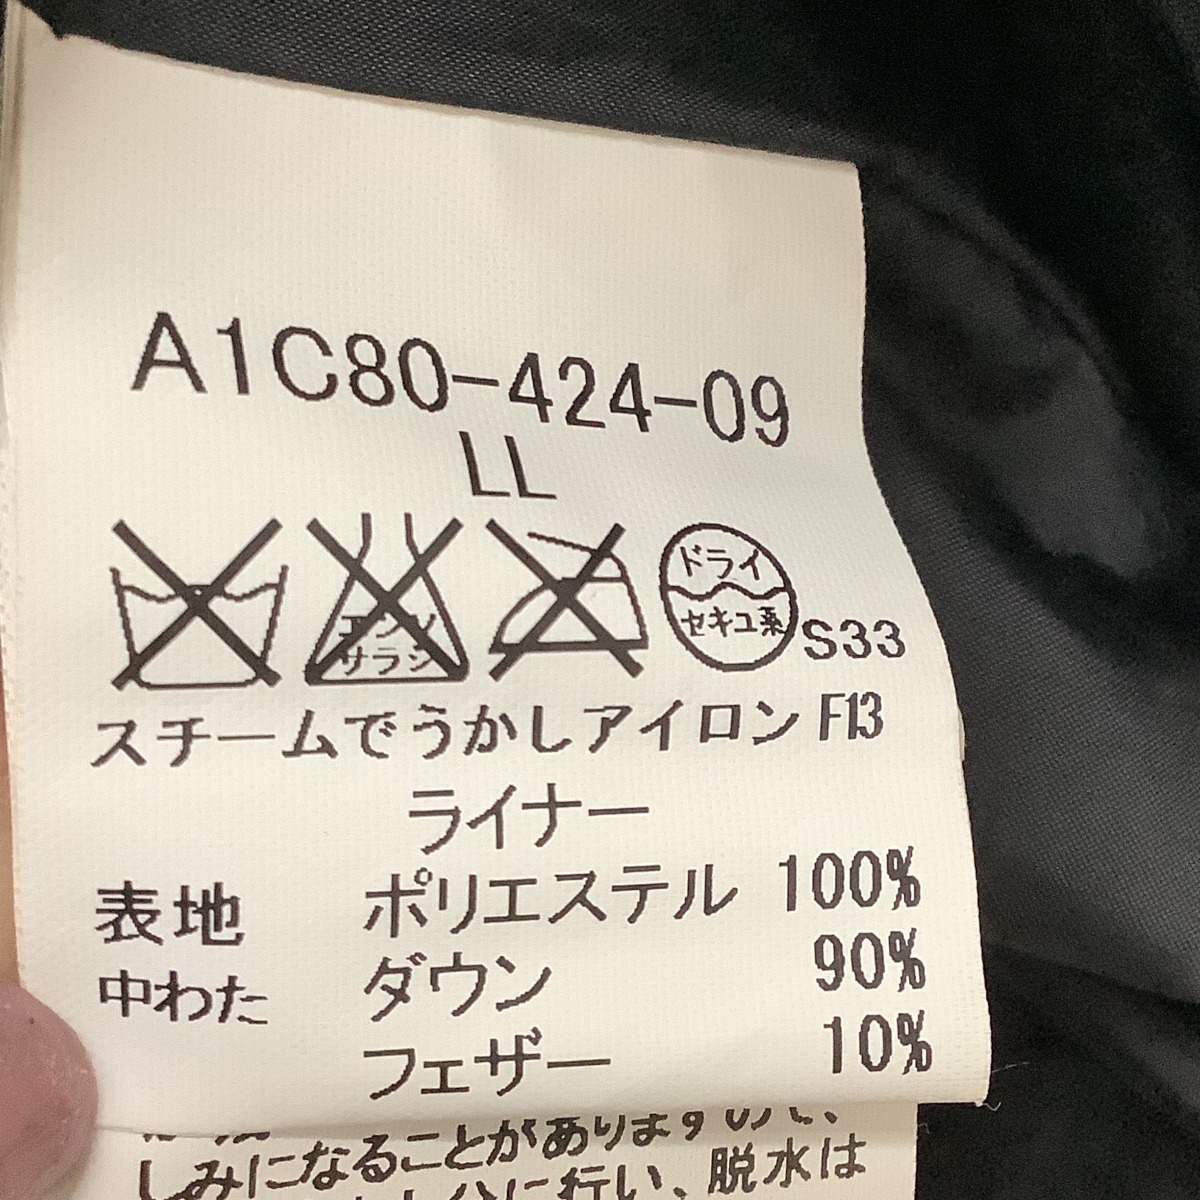 A1C80-424-09
LL
エンソ
サラシ
ドライ
セキユ系
S33
スチームでうかしアイロン F13
ライナー
表地 ポリエステル 100%
中わた ダウン 90%
フェザー 10%
しみになることがありますので、
に行い、脱水は